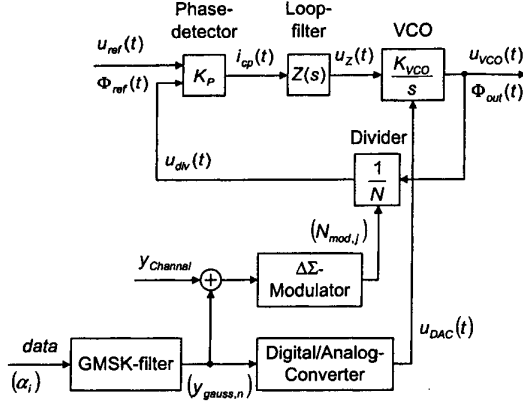 Phase-
detector
Loop-
filter
VCO
u_ref(t)
Φ_ref(t)
K_P
i_cp(t)
Z(s)
u_Z(t)
K_VCO
s
u_VCO(t)
Φ_out(t)
Divider
u_div(t)
1
N
(N_mod,j)
y_Channel
+
ΔΣ-
Modulator
u_DAC(t)
data
(α_i)
GMSK-filter
(y_gauss,n)
Digital/Analog-
Converter